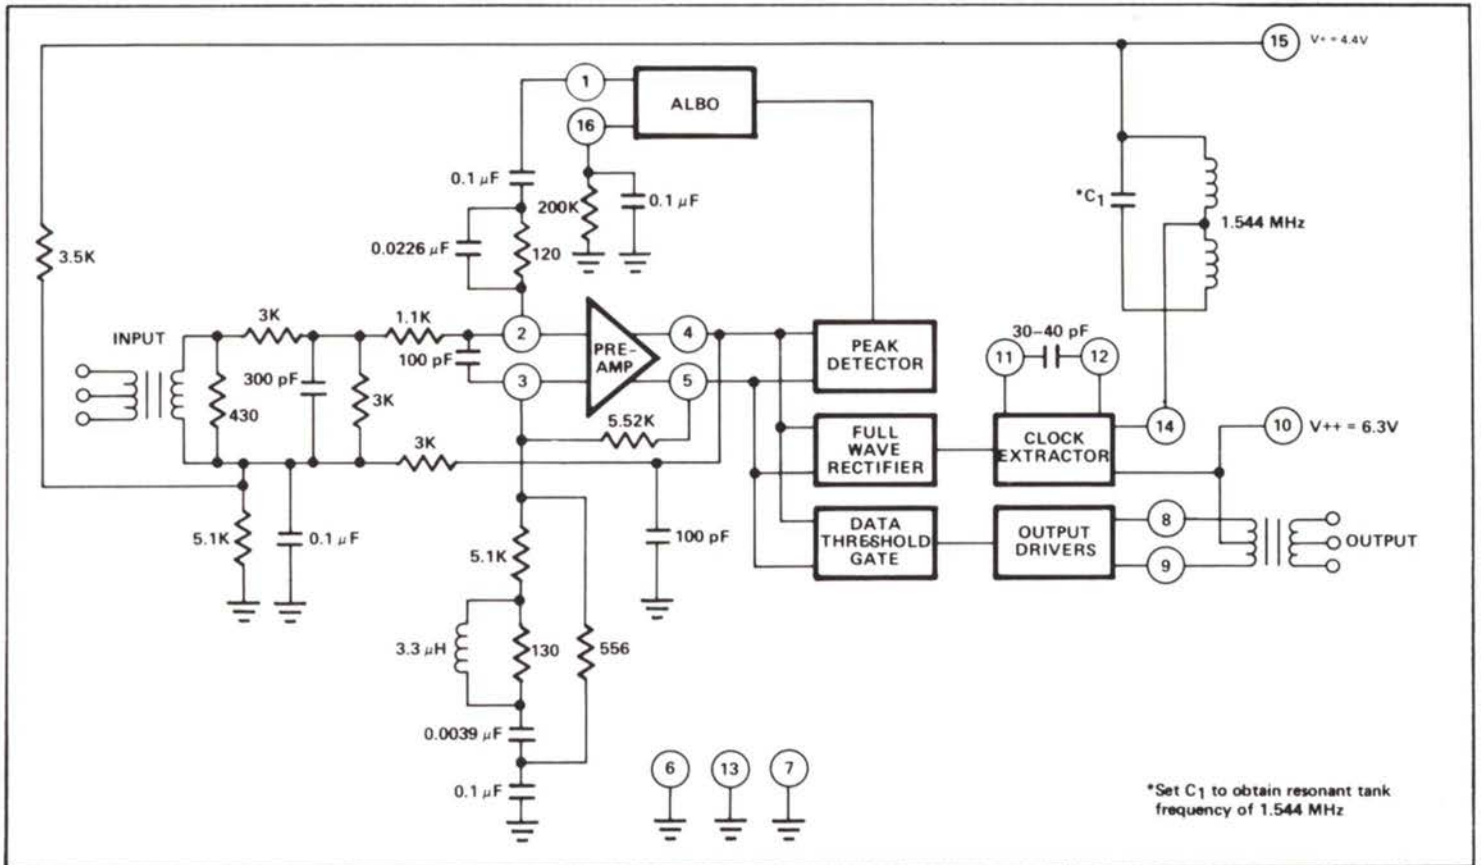 15 V+ = 4.4V
1
ALBO
16
0.1 μF
200K
0.1 μF
*C1
1.544 MHz
0.0226 μF
120
3.5K
INPUT
3K
1.1K
2
PRE-
AMP
4
PEAK
DETECTOR
30-40 pF
11
12
300 pF
100 pF
3
5
430
3K
5.52K
FULL
WAVE
RECTIFIER
CLOCK
EXTRACTOR
14
10 V++ = 6.3V
3K
5.1K
0.1 μF
5.1K
100 pF
DATA
THRESHOLD
GATE
OUTPUT
DRIVERS
8
9
OUTPUT
3.3 μH
130
556
0.0039 μF
0.1 μF
6
13
7
*Set C1 to obtain resonant tank
frequency of 1.544 MHz